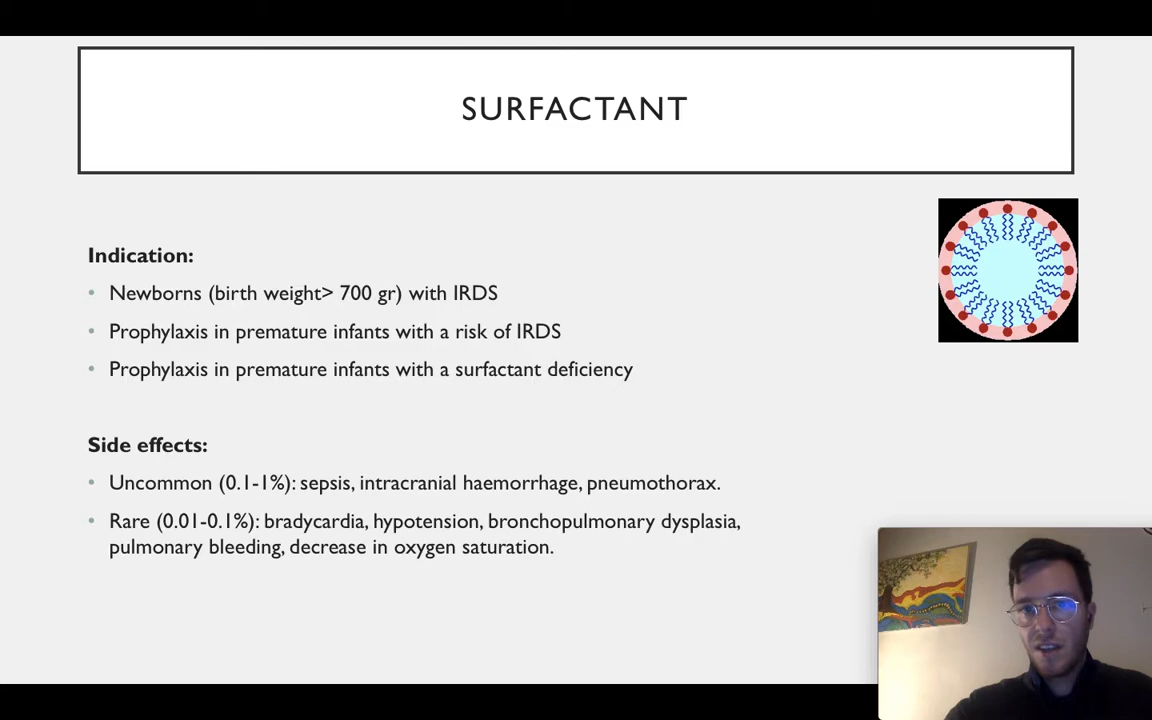 SURFACTANT
Indication:
• Newborns (birth weight> 700 gr) with IRDS
• Prophylaxis in premature infants with a risk of IRDS
• Prophylaxis in premature infants with a surfactant deficiency
Side effects:
• Uncommon (0.1-1%): sepsis, intracranial haemorrhage, pneumothorax.
• Rare (0.01-0.1%): bradycardia, hypotension, bronchopulmonary dysplasia,
pulmonary bleeding, decrease in oxygen saturation.